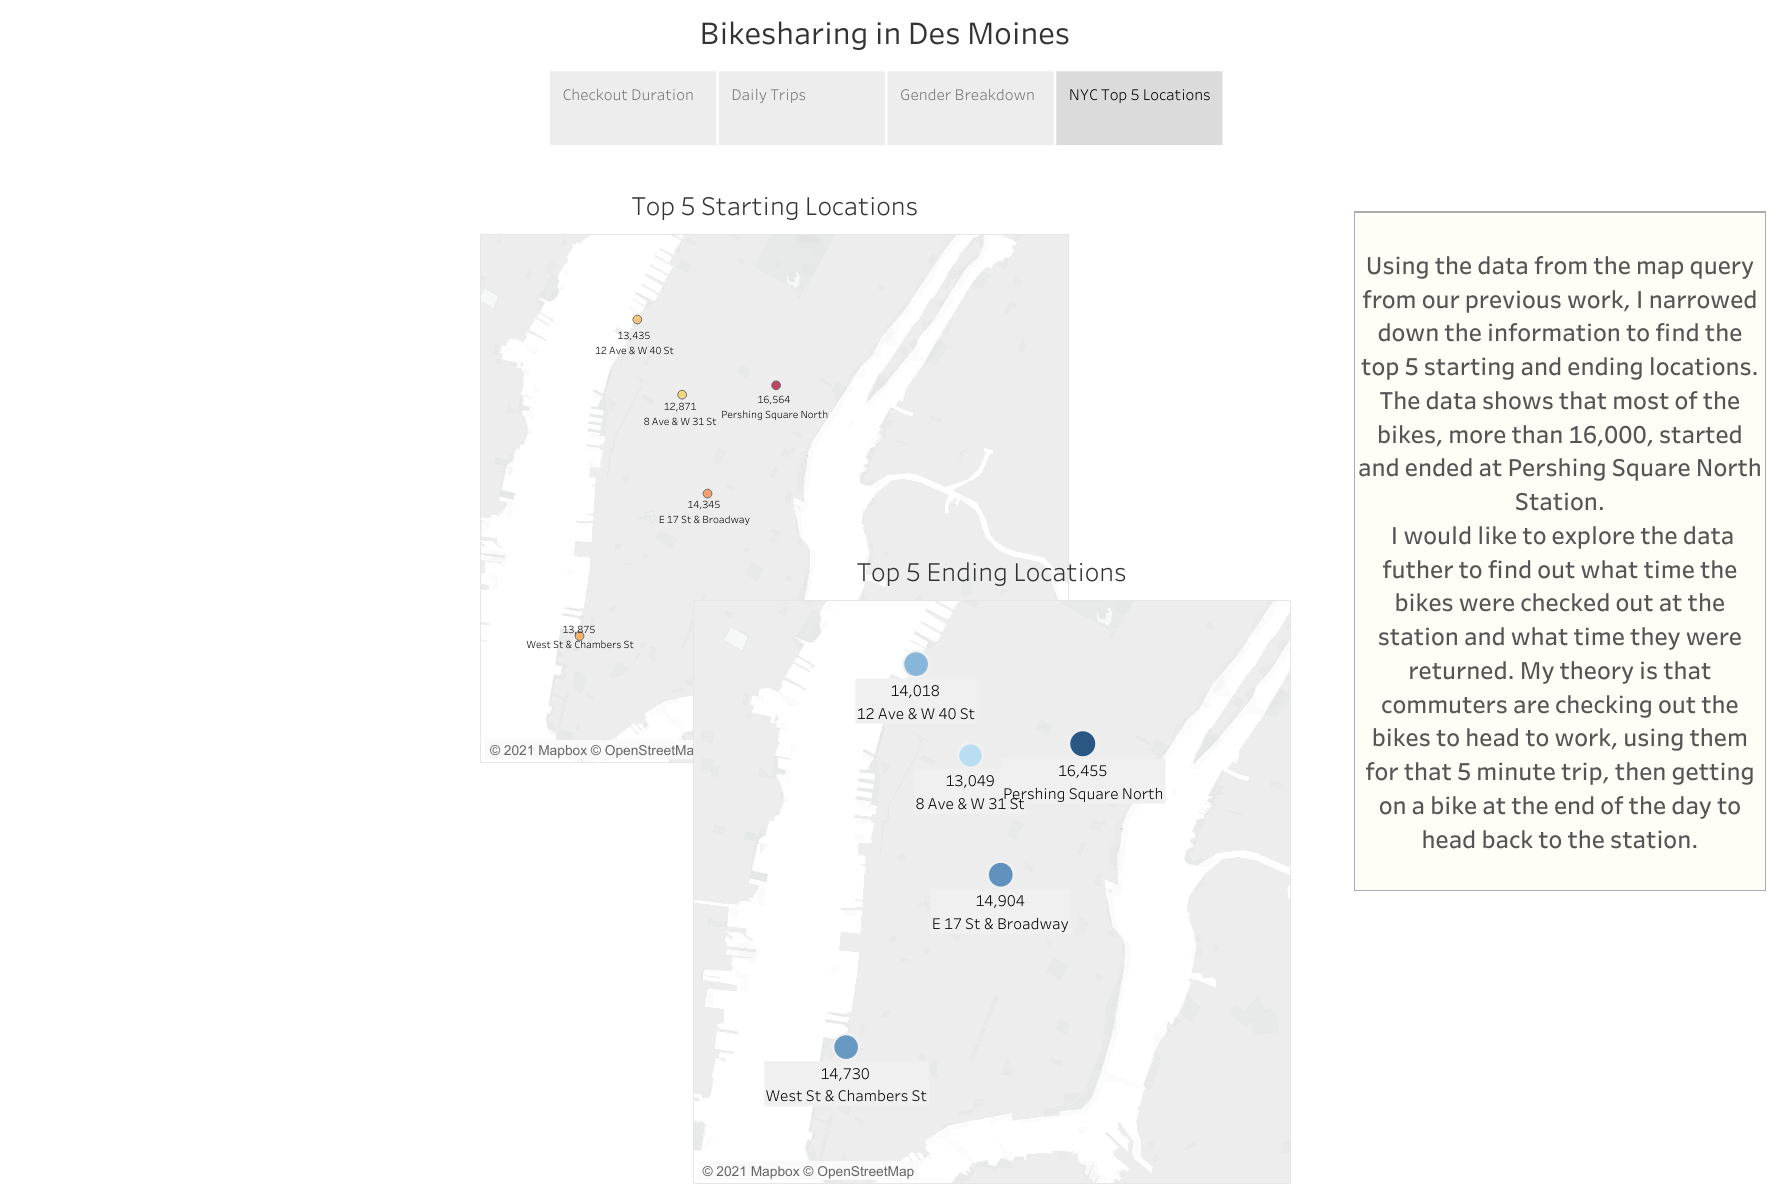 Bikesharing in Des Moines
Checkout Duration
Daily Trips
Gender Breakdown
NYC Top 5 Locations
Top 5 Starting Locations
13,435
12 Ave & W 40 St
12,871
8 Ave & W 31 St
16,564
Pershing Square North
14,345
E 17 St & Broadway
13,875
West St & Chambers St
© 2021 Mapbox © OpenStreetMa
Top 5 Ending Locations
14,018
12 Ave & W 40 St
13,049
8 Ave & W 31 St
16,455
Pershing Square North
14,904
E 17 St & Broadway
14,730
West St & Chambers St
© 2021 Mapbox © OpenStreetMap
Using the data from the map query
from our previous work, I narrowed
down the information to find the
top 5 starting and ending locations.
The data shows that most of the
bikes, more than 16,000, started
and ended at Pershing Square North
Station.
I would like to explore the data
futher to find out what time the
bikes were checked out at the
station and what time they were
returned. My theory is that
commuters are checking out the
bikes to head to work, using them
for that 5 minute trip, then getting
on a bike at the end of the day to
head back to the station.